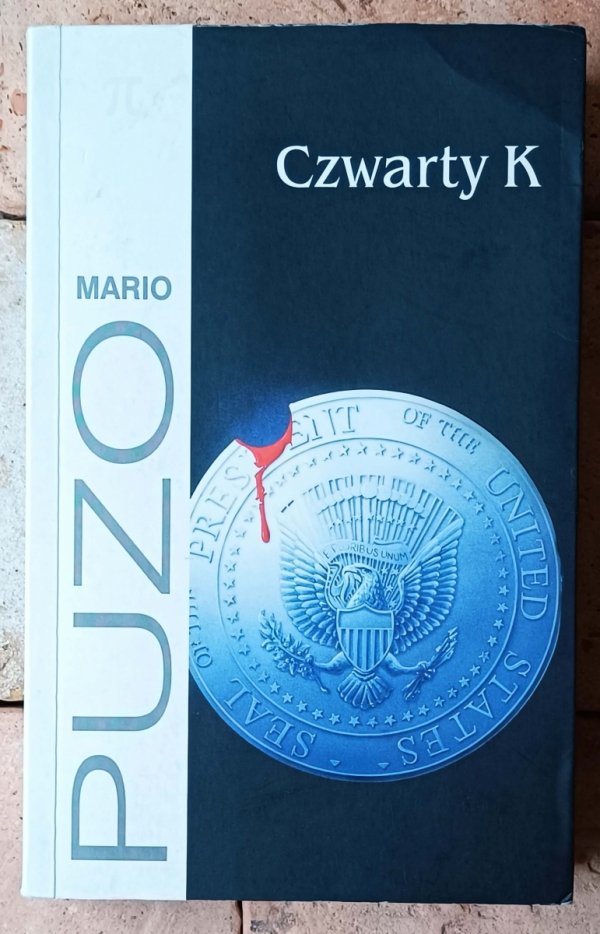 Czwarty K
MARIO
PUZO
SEAL OF THE PRESIDENT OF THE UNITED STATES
E PLURIBUS UNUM